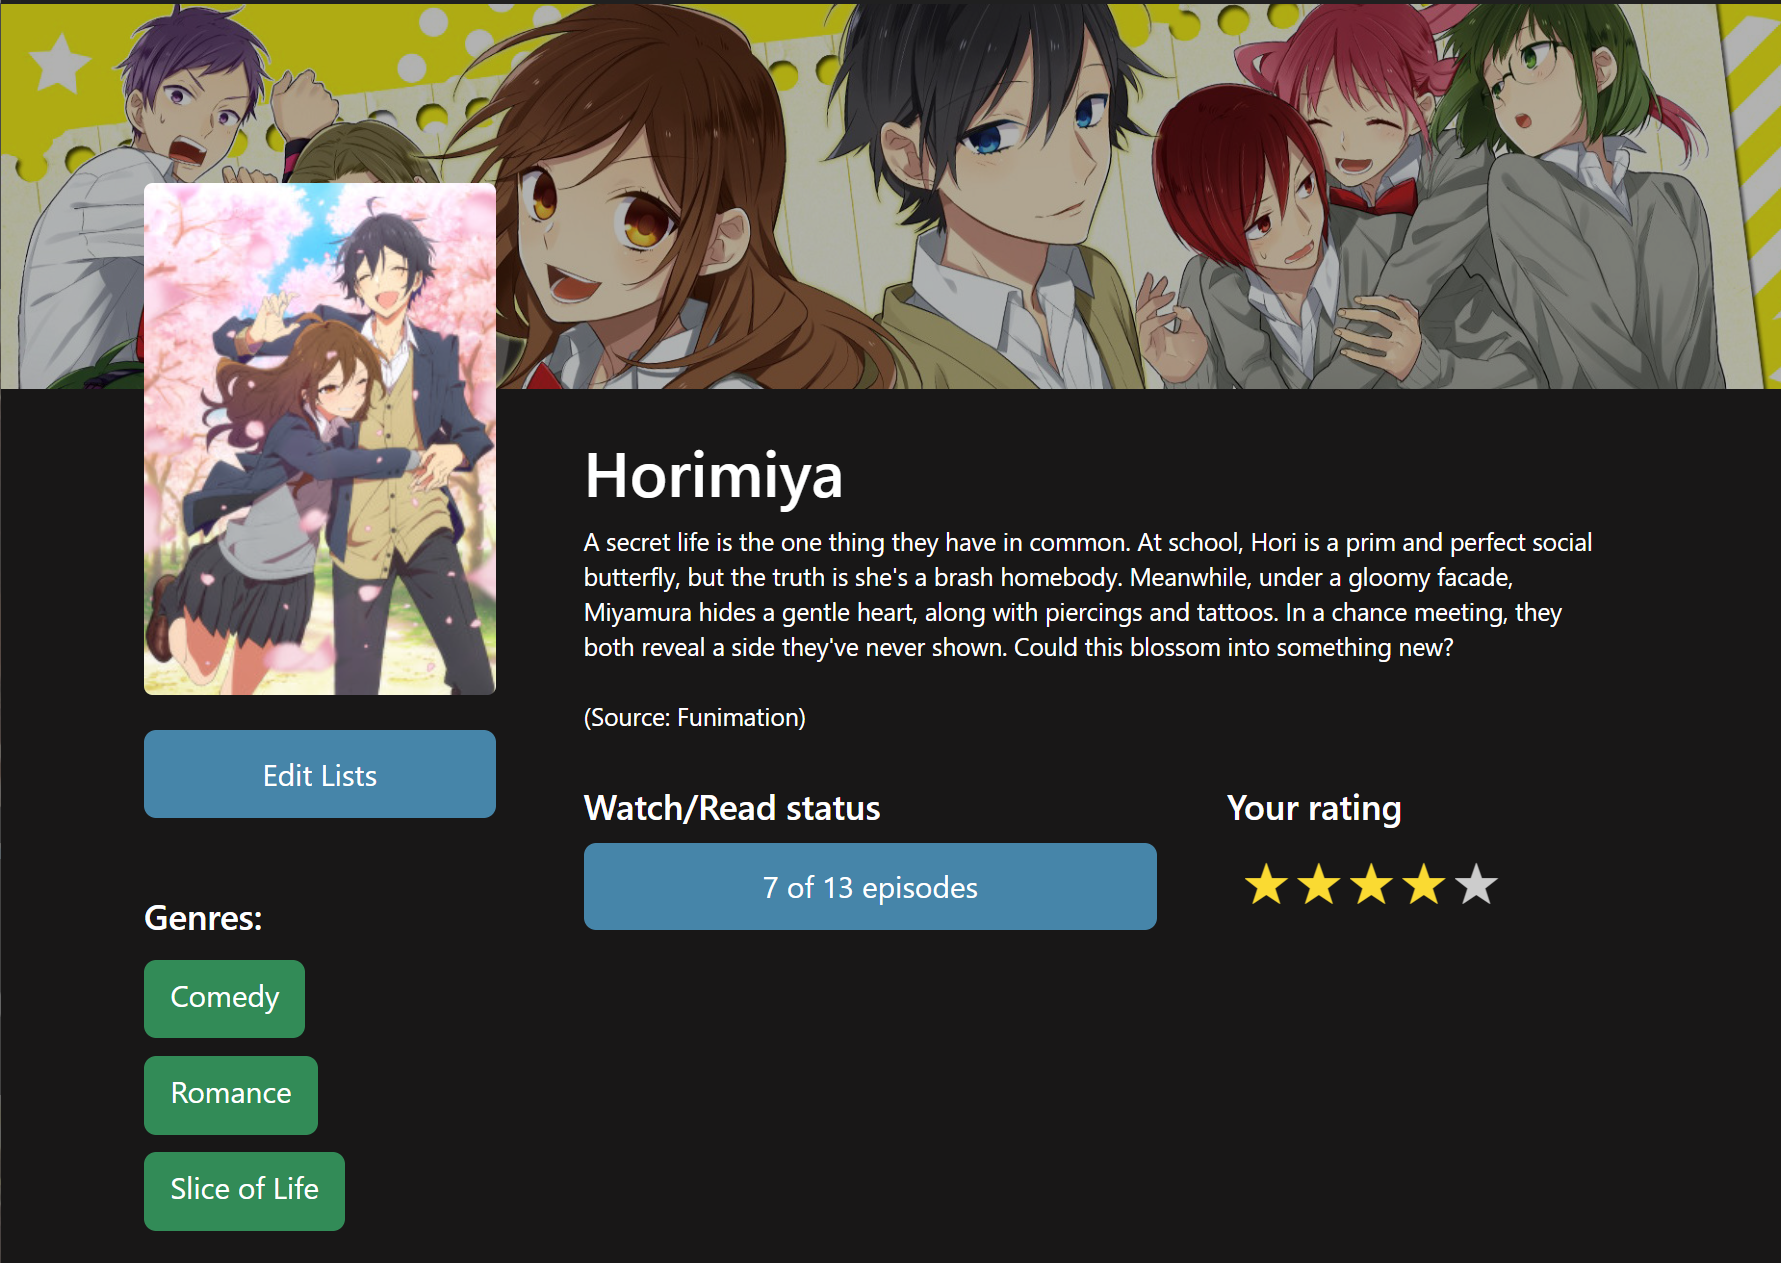 Horimiya
A secret life is the one thing they have in common. At school, Hori is a prim and perfect social
butterfly, but the truth is she's a brash homebody. Meanwhile, under a gloomy facade,
Miyamura hides a gentle heart, along with piercings and tattoos. In a chance meeting, they
both reveal a side they've never shown. Could this blossom into something new?
(Source: Funimation)
Edit Lists
Watch/Read status
7 of 13 episodes
Your rating
Genres:
Comedy
Romance
Slice of Life